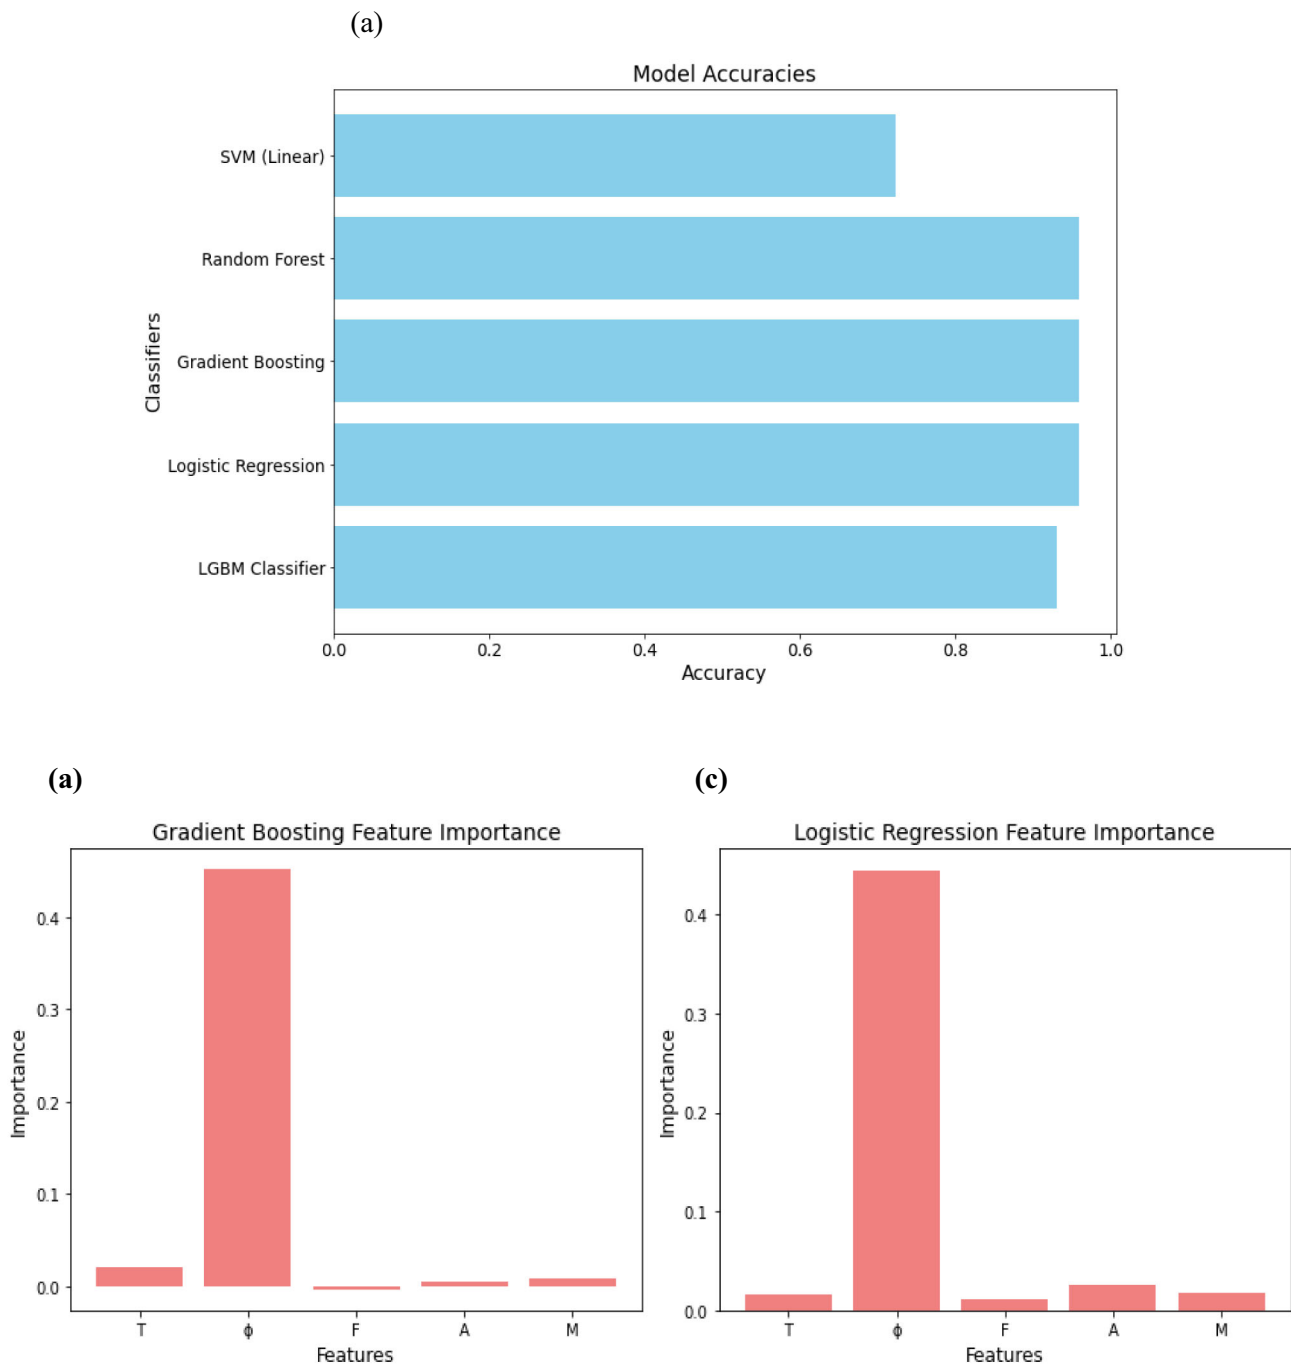 (a)
Model Accuracies
Classifiers
SVM (Linear)
Random Forest
Gradient Boosting
Logistic Regression
LGBM Classifier
0.0 0.2 0.4 0.6 0.8 1.0
Accuracy
(a)
Gradient Boosting Feature Importance
Importance
0.4
0.3
0.2
0.1
0.0
T ϕ F A M
Features
(c)
Logistic Regression Feature Importance
Importance
0.4
0.3
0.2
0.1
0.0
T ϕ F A M
Features